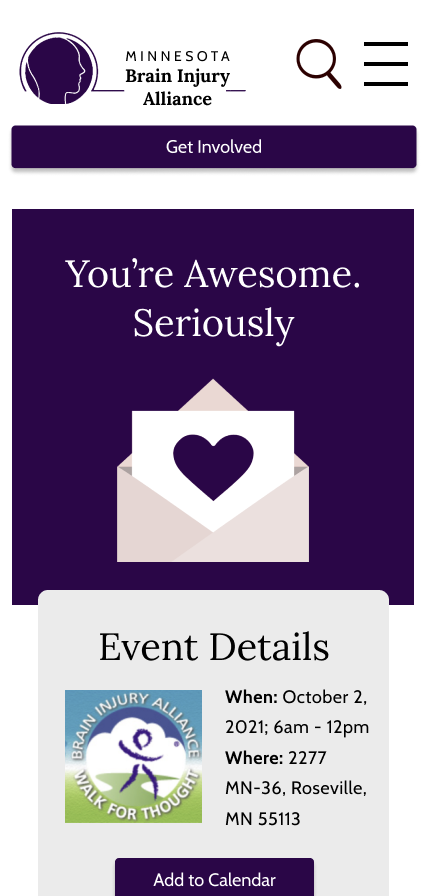 MINNESOTA
Brain Injury
Alliance
Get Involved
You’re Awesome.
Seriously
Event Details
BRAIN INJURY ALLIANCE
WALK FOR THOUGHT
When: October 2,
2021; 6am - 12pm
Where: 2277
MN-36, Roseville,
MN 55113
Add to Calendar